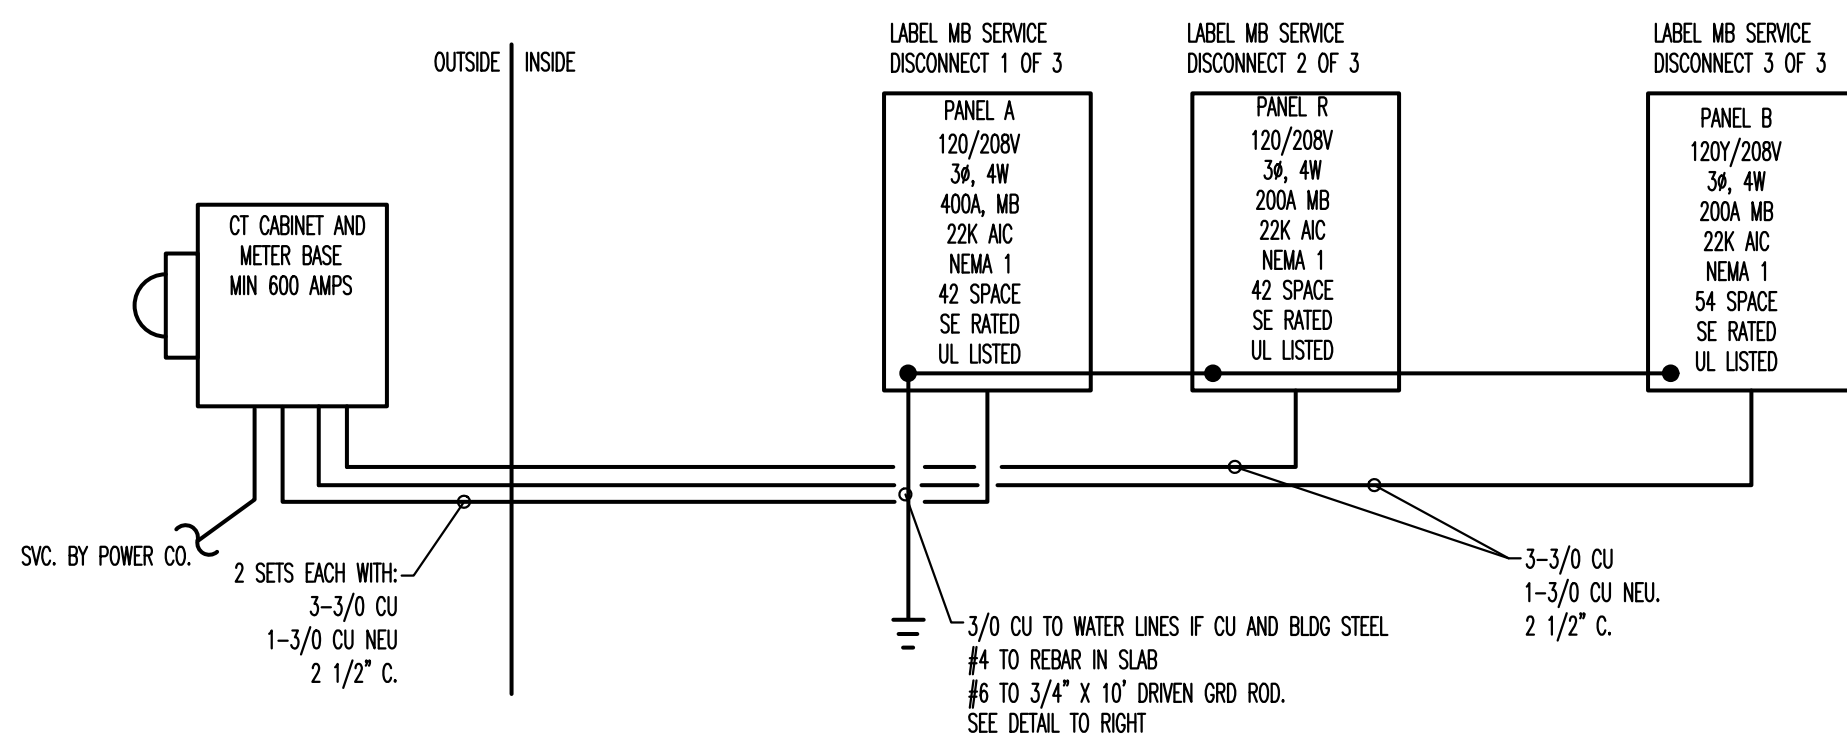 OUTSIDE
INSIDE
LABEL MB SERVICE
DISCONNECT 1 OF 3
LABEL MB SERVICE
DISCONNECT 2 OF 3
LABEL MB SERVICE
DISCONNECT 3 OF 3
CT CABINET AND
METER BASE
MIN 600 AMPS
PANEL A
120/208V
3ø, 4W
400A, MB
22K AIC
NEMA 1
42 SPACE
SE RATED
UL LISTED
PANEL R
120/208V
3ø, 4W
200A MB
22K AIC
NEMA 1
42 SPACE
SE RATED
UL LISTED
PANEL B
120Y/208V
3ø, 4W
200A MB
22K AIC
NEMA 1
54 SPACE
SE RATED
UL LISTED
SVC. BY POWER CO.
2 SETS EACH WITH:
3-3/0 CU
1-3/0 CU NEU
2 1/2" C.
3/0 CU TO WATER LINES IF CU AND BLDG STEEL
#4 TO REBAR IN SLAB
#6 TO 3/4" X 10' DRIVEN GRD ROD.
SEE DETAIL TO RIGHT
3-3/0 CU
1-3/0 CU NEU.
2 1/2" C.